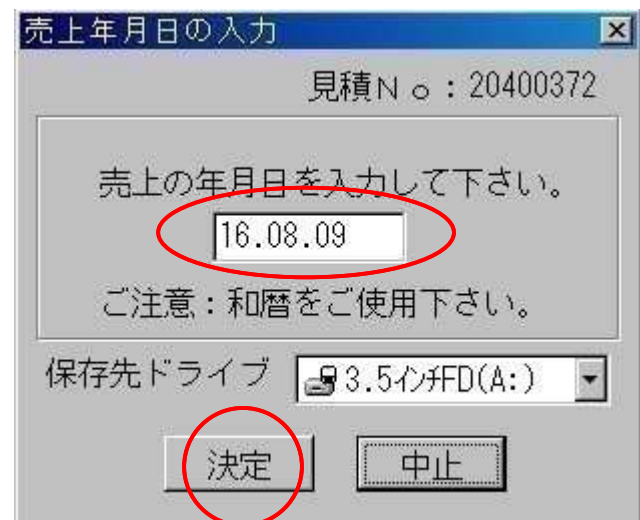 売上年月日の入力
見積No：20400372
売上の年月日を入力して下さい。
16.08.09
ご注意：和暦をご使用下さい。
保存先ドライブ 3.5インチFD(A:)
決定 中止